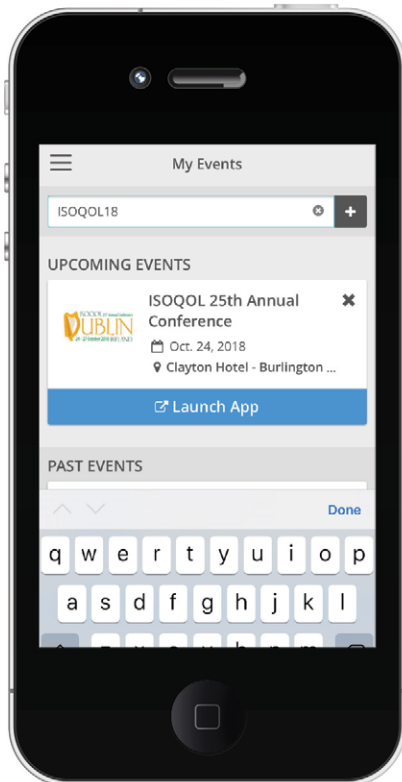 My Events
ISOQOL18
UPCOMING EVENTS
ISOQOL 25th Annual
Conference
DUBLIN
Oct. 24, 2018
Clayton Hotel - Burlington ...
Launch App
PAST EVENTS
Done
q w e r t y u i o p
a s d f g h j k l